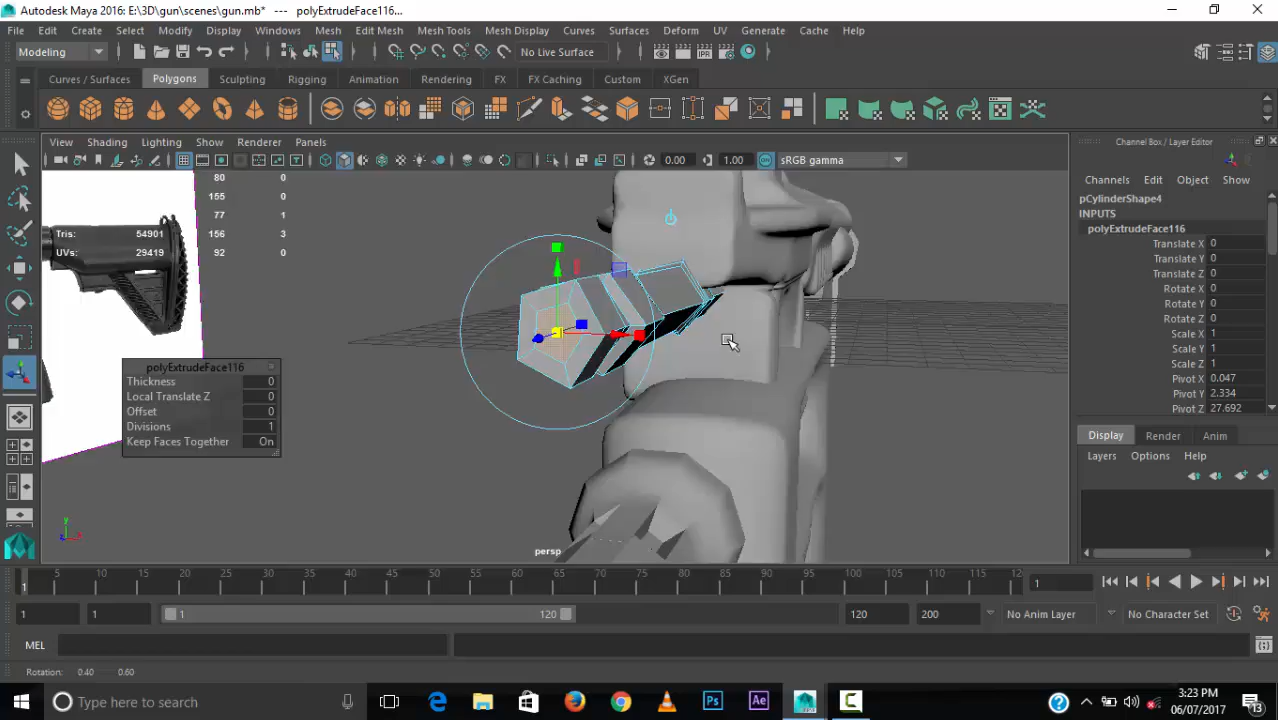 Autodesk Maya 2016: E:\3D\gun\scenes\gun.mb* --- polyExtrudeFace116...
File Edit Create Select Modify Display Windows Mesh Edit Mesh Mesh Tools Mesh Display Curves Surfaces Deform UV Generate Cache Help
Modeling No Live Surface
Curves / Surfaces Polygons Sculpting Rigging Animation Rendering FX FX Caching Custom XGen
View Shading Lighting Show Renderer Panels
Channel Box / Layer Editor
0.00 1.00 sRGB gamma
Channels Edit Object Show
80 0
155 0
77 1
156 3
92 0
Tris: 54901
UVs: 29419
pCylinderShape4
INPUTS
polyExtrudeFace116
Translate X 0
Translate Y 0
Translate Z 0
Rotate X 0
Rotate Y 0
Rotate Z 0
Scale X 1
Scale Y 1
Scale Z 1
Pivot X 0.047
Pivot Y 2.334
Pivot Z 27.692
polyExtrudeFace116
Thickness 0
Local Translate Z 0
Offset 0
Divisions 1
Keep Faces Together On
Display Render Anim
Layers Options Help
y
x
z
persp
5 10 15 20 25 30 35 40 45 50 55 60 65 70 75 80 85 90 95 100 105 110 115 12
1 1
1 1 1 120 120 200 No Anim Layer No Character Set
MEL
Rotation: 0.40 0.60
Type here to search
Ps Ae
3:23 PM
06/07/2017
13